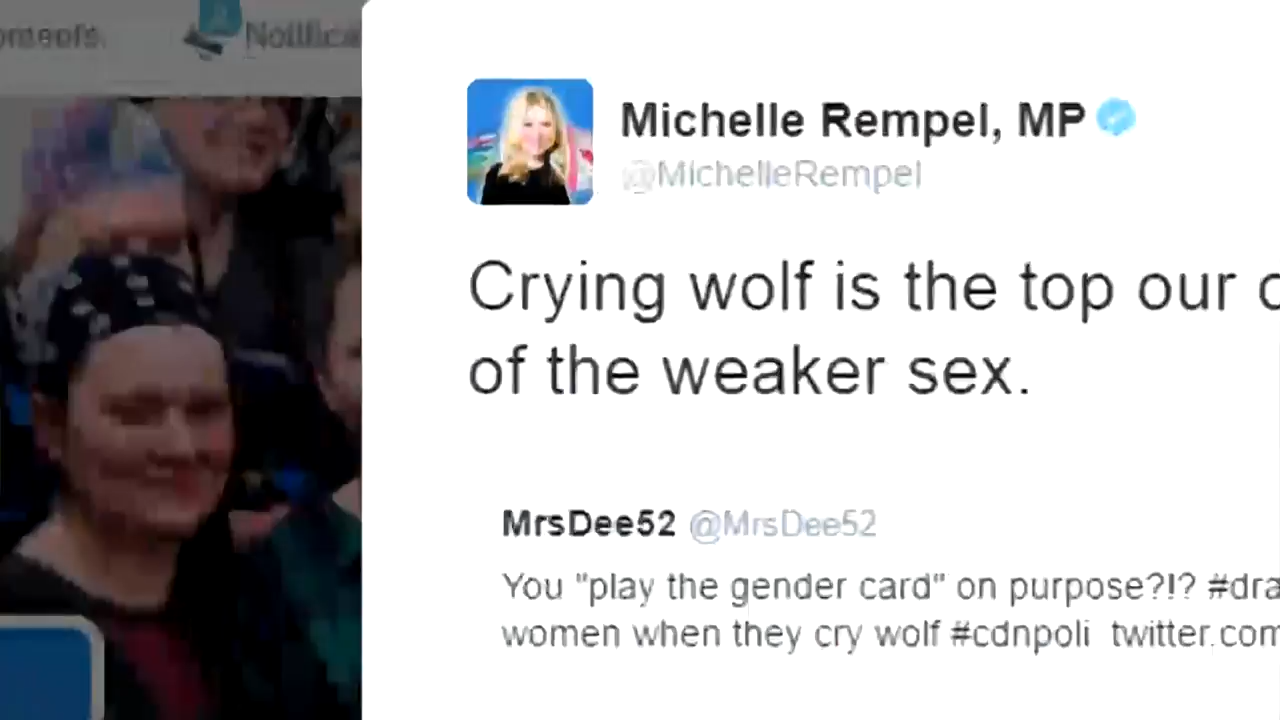 Michelle Rempel, MP
@MichelleRempel
Crying wolf is the top our
of the weaker sex.
MrsDee52 @MrsDee52
You "play the gender card" on purpose?!? #dra
women when they cry wolf #cdnpoli twitter.com